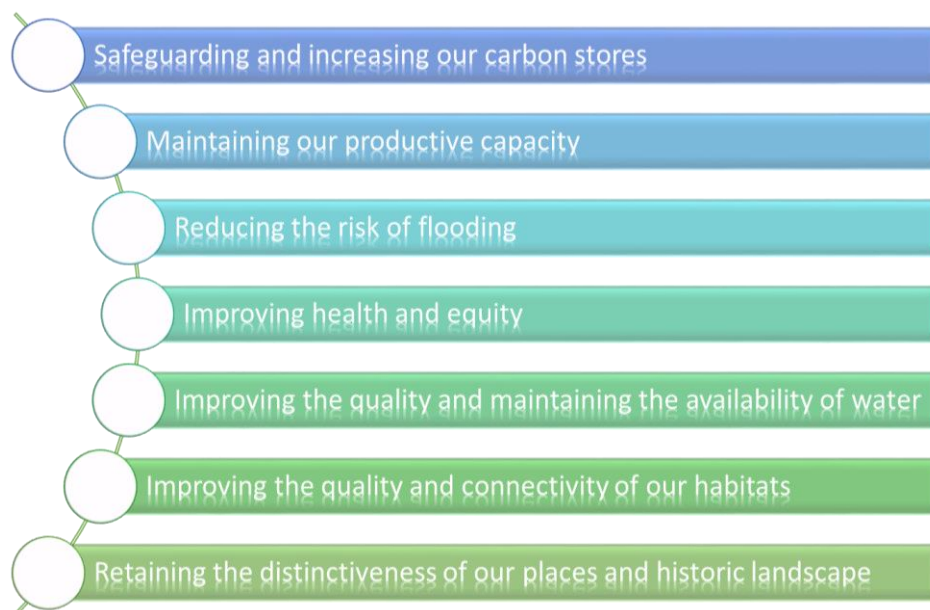 Safeguarding and increasing our carbon stores
Maintaining our productive capacity
Reducing the risk of flooding
Improving health and equity
Improving the quality and maintaining the availability of water
Improving the quality and connectivity of our habitats
Retaining the distinctiveness of our places and historic landscape